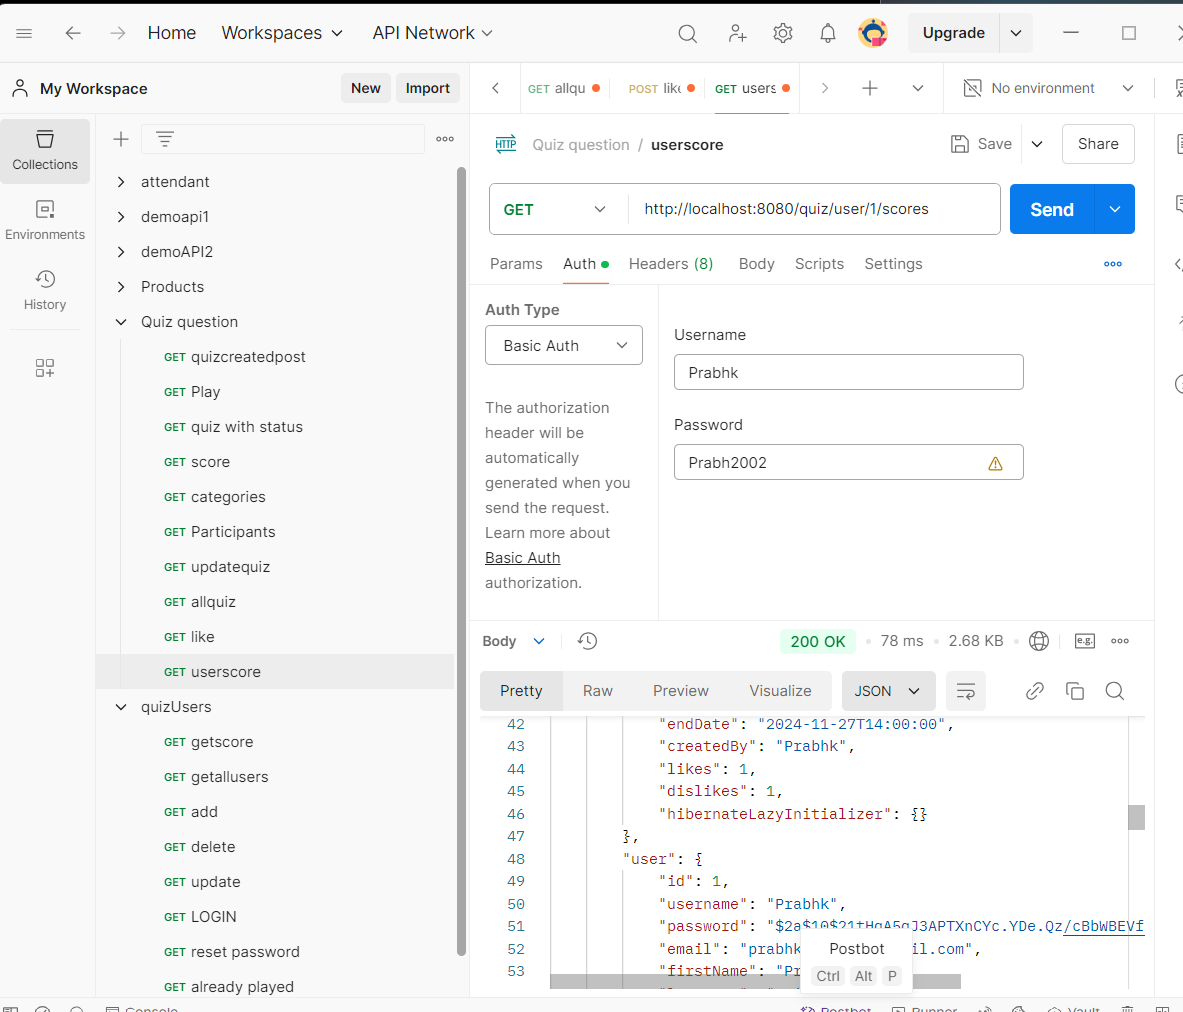 Home
Workspaces
API Network
Upgrade
My Workspace
New
Import
GET allqu
POST like
GET users
No environment
Collections
Environments
History
attendant
demoapi1
demoAPI2
Products
Quiz question
GET quizcreatedpost
GET Play
GET quiz with status
GET score
GET categories
GET Participants
GET updatequiz
GET allquiz
GET like
GET userscore
quizUsers
GET getscore
GET getallusers
GET add
GET delete
GET update
GET LOGIN
GET reset password
GET already played
HTTP
Quiz question / userscore
Save
Share
GET
http://localhost:8080/quiz/user/1/scores
Send
Params
Auth
Headers (8)
Body
Scripts
Settings
Auth Type
Basic Auth
The authorization
header will be
automatically
generated when you
send the request.
Learn more about
Basic Auth
authorization.
Username
Prabhk
Password
Prabh2002
Body
200 OK
78 ms
2.68 KB
e.g.
Pretty
Raw
Preview
Visualize
JSON
42 "endDate": "2024-11-27T14:00:00",
43 "createdBy": "Prabhk",
44 "likes": 1,
45 "dislikes": 1,
46 "hibernateLazyInitializer": {}
47 },
48 "user": {
49 "id": 1,
50 "username": "Prabhk",
51 "password":
52 "email": "prabhk il.com",
53 "firstName": "Pr
Postbot
Ctrl Alt P
Console
Postbot
Runner
Vault